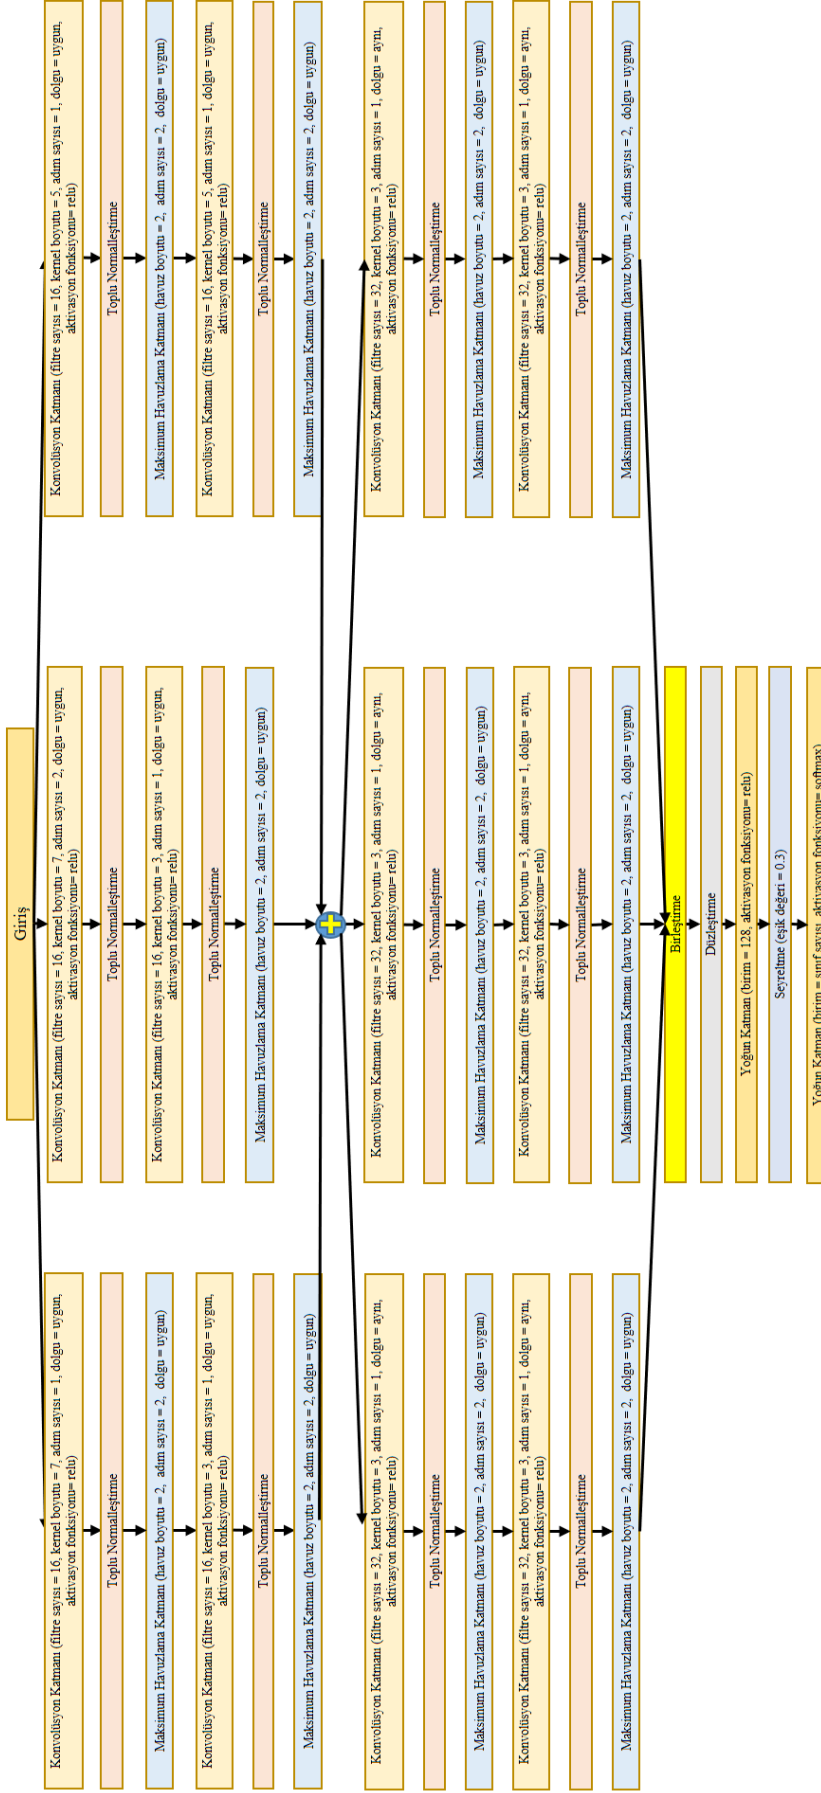 Giriş
Konvolüsyon Katmanı (filtre sayısı = 16, kernel boyutu = 7, adım sayısı = 1, dolgu = uygun,
aktivasyon fonksiyonu= relu)
Toplu Normalleştirme
Maksimum Havuzlama Katmanı (havuz boyutu = 2, adım sayısı = 2, dolgu = uygun)
Konvolüsyon Katmanı (filtre sayısı = 16, kernel boyutu = 3, adım sayısı = 1, dolgu = uygun,
aktivasyon fonksiyonu= relu)
Toplu Normalleştirme
Maksimum Havuzlama Katmanı (havuz boyutu = 2, adım sayısı = 2, dolgu = uygun)
Konvolüsyon Katmanı (filtre sayısı = 16, kernel boyutu = 7, adım sayısı = 2, dolgu = uygun,
aktivasyon fonksiyonu= relu)
Toplu Normalleştirme
Konvolüsyon Katmanı (filtre sayısı = 16, kernel boyutu = 3, adım sayısı = 1, dolgu = uygun,
aktivasyon fonksiyonu= relu)
Toplu Normalleştirme
Maksimum Havuzlama Katmanı (havuz boyutu = 2, adım sayısı = 2, dolgu = uygun)
Konvolüsyon Katmanı (filtre sayısı = 16, kernel boyutu = 5, adım sayısı = 1, dolgu = uygun,
aktivasyon fonksiyonu= relu)
Toplu Normalleştirme
Maksimum Havuzlama Katmanı (havuz boyutu = 2, adım sayısı = 2, dolgu = uygun)
Konvolüsyon Katmanı (filtre sayısı = 16, kernel boyutu = 5, adım sayısı = 1, dolgu = uygun,
aktivasyon fonksiyonu= relu)
Toplu Normalleştirme
Maksimum Havuzlama Katmanı (havuz boyutu = 2, adım sayısı = 2, dolgu = uygun)
Konvolüsyon Katmanı (filtre sayısı = 32, kernel boyutu = 3, adım sayısı = 1, dolgu = aynı,
aktivasyon fonksiyonu= relu)
Toplu Normalleştirme
Maksimum Havuzlama Katmanı (havuz boyutu = 2, adım sayısı = 2, dolgu = uygun)
Konvolüsyon Katmanı (filtre sayısı = 32, kernel boyutu = 3, adım sayısı = 1, dolgu = aynı,
aktivasyon fonksiyonu= relu)
Toplu Normalleştirme
Maksimum Havuzlama Katmanı (havuz boyutu = 2, adım sayısı = 2, dolgu = uygun)
Konvolüsyon Katmanı (filtre sayısı = 32, kernel boyutu = 3, adım sayısı = 1, dolgu = aynı,
aktivasyon fonksiyonu= relu)
Toplu Normalleştirme
Maksimum Havuzlama Katmanı (havuz boyutu = 2, adım sayısı = 2, dolgu = uygun)
Konvolüsyon Katmanı (filtre sayısı = 32, kernel boyutu = 3, adım sayısı = 1, dolgu = aynı,
aktivasyon fonksiyonu= relu)
Toplu Normalleştirme
Maksimum Havuzlama Katmanı (havuz boyutu = 2, adım sayısı = 2, dolgu = uygun)
Konvolüsyon Katmanı (filtre sayısı = 32, kernel boyutu = 3, adım sayısı = 1, dolgu = aynı,
aktivasyon fonksiyonu= relu)
Toplu Normalleştirme
Maksimum Havuzlama Katmanı (havuz boyutu = 2, adım sayısı = 2, dolgu = uygun)
Konvolüsyon Katmanı (filtre sayısı = 32, kernel boyutu = 3, adım sayısı = 1, dolgu = aynı,
aktivasyon fonksiyonu= relu)
Toplu Normalleştirme
Maksimum Havuzlama Katmanı (havuz boyutu = 2, adım sayısı = 2, dolgu = uygun)
Birleştirme
Düzleştirme
Yoğun Katman (birim = 128, aktivasyon fonksiyonu= relu)
Seyreltme (eşik değeri = 0.3)
Yoğun Katman (birim = sınıf sayısı, aktivasyon fonksiyonu= softmax)